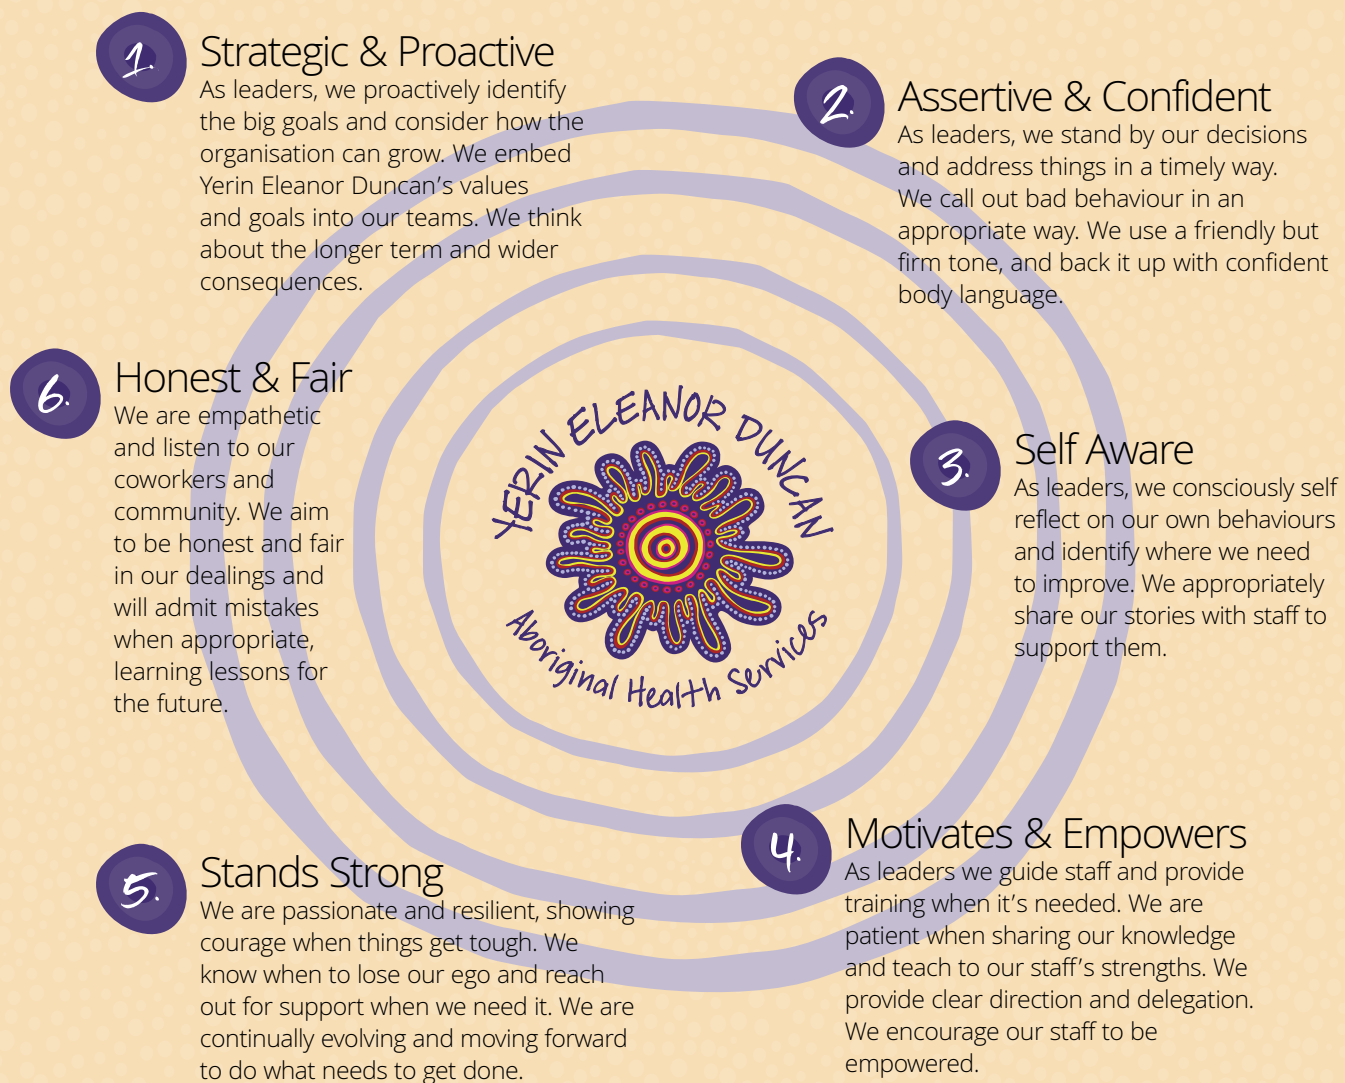 1.
Strategic & Proactive
As leaders, we proactively identify
the big goals and consider how the
organisation can grow. We embed
Yerin Eleanor Duncan’s values
and goals into our teams. We think
about the longer term and wider
consequences.
2.
Assertive & Confident
As leaders, we stand by our decisions
and address things in a timely way.
We call out bad behaviour in an
appropriate way. We use a friendly but
firm tone, and back it up with confident
body language.
3.
Self Aware
As leaders, we consciously self
reflect on our own behaviours
and identify where we need
to improve. We appropriately
share our stories with staff to
support them.
4.
Motivates & Empowers
As leaders we guide staff and provide
training when it’s needed. We are
patient when sharing our knowledge
and teach to our staff’s strengths. We
provide clear direction and delegation.
We encourage our staff to be
empowered.
5.
Stands Strong
We are passionate and resilient, showing
courage when things get tough. We
know when to lose our ego and reach
out for support when we need it. We are
continually evolving and moving forward
to do what needs to get done.
6.
Honest & Fair
We are empathetic
and listen to our
coworkers and
community. We aim
to be honest and fair
in our dealings and
will admit mistakes
when appropriate,
learning lessons for
the future.
YERIN ELEANOR DUNCAN
Aboriginal Health Services